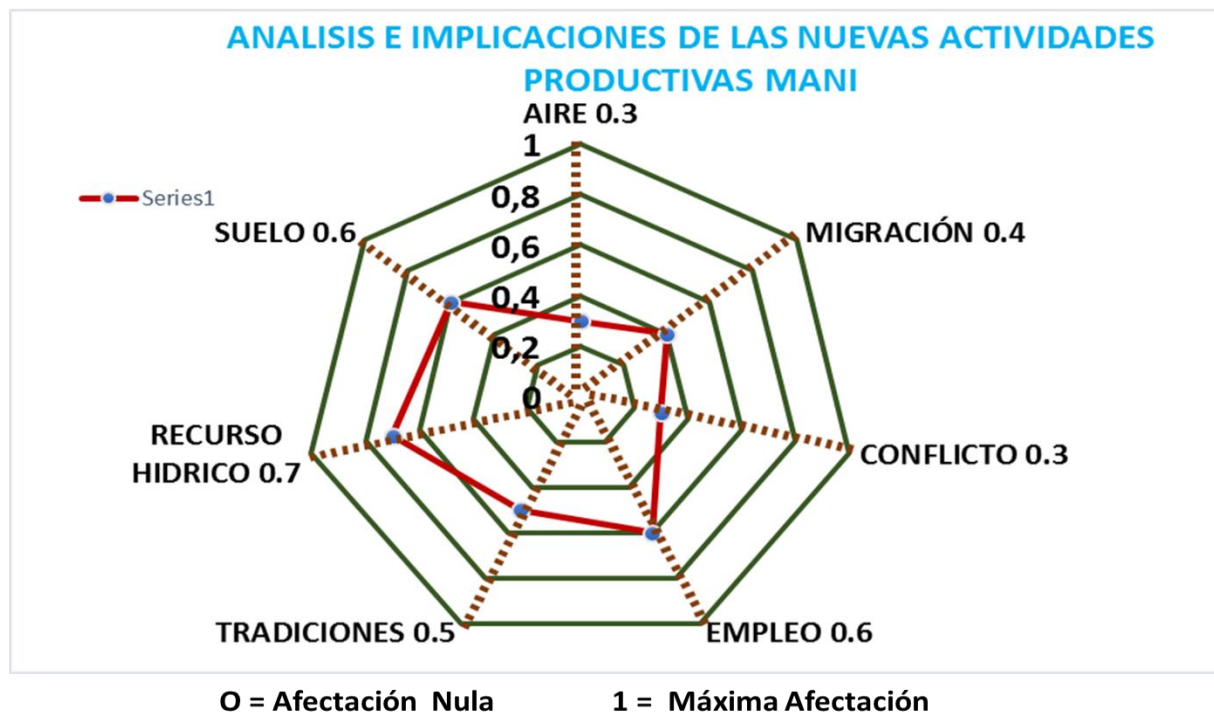 ANALISIS E IMPLICACIONES DE LAS NUEVAS ACTIVIDADES
PRODUCTIVAS MANI
AIRE 0.3
1
0,8
Series1
SUELO 0.6
MIGRACIÓN 0.4
0,6
0,4
0,2
0
RECURSO
HIDRICO 0.7
CONFLICTO 0.3
TRADICIONES 0.5
EMPLEO 0.6
O = Afectación Nula
1 = Máxima Afectación